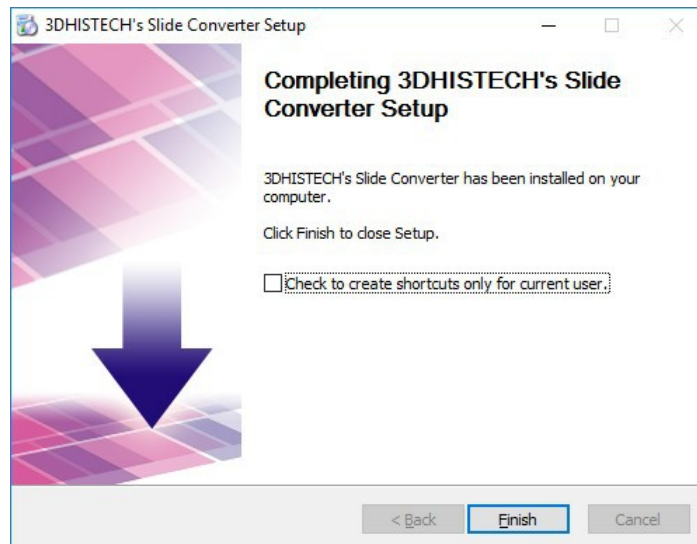 3DHISTECH's Slide Converter Setup
Completing 3DHISTECH's Slide
Converter Setup
3DHISTECH's Slide Converter has been installed on your
computer.
Click Finish to close Setup.
Check to create shortcuts only for current user.
< Back
Finish
Cancel